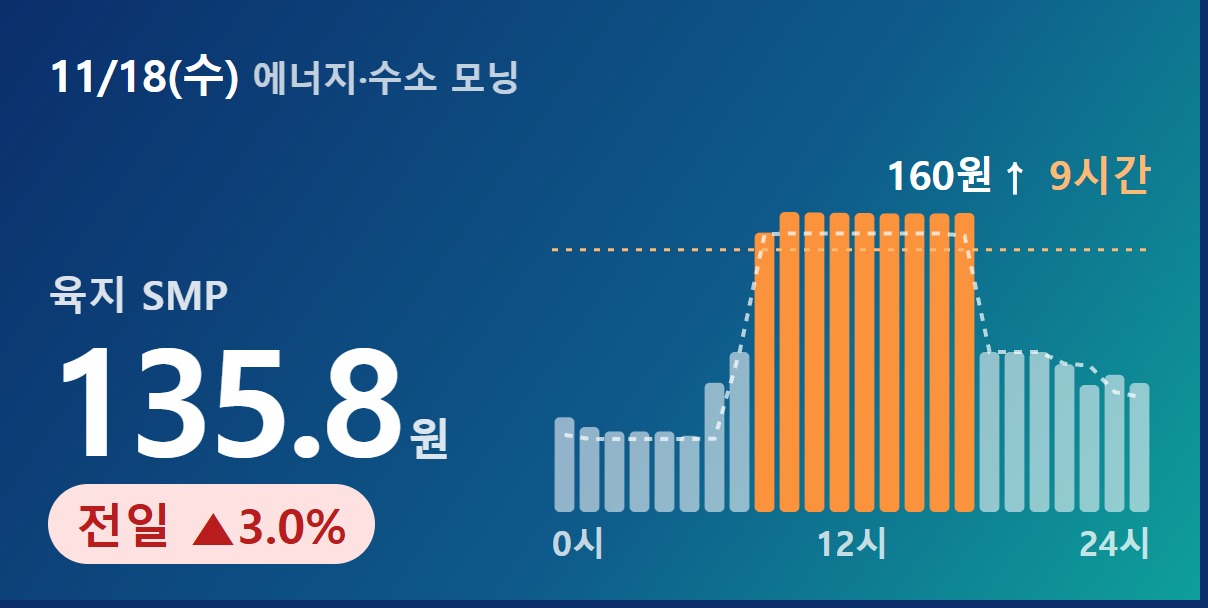 11/18(수) 에너지·수소 모닝
160원↑ 9시간
육지 SMP
135.8원
전일 ▲3.0%
0시 12시 24시